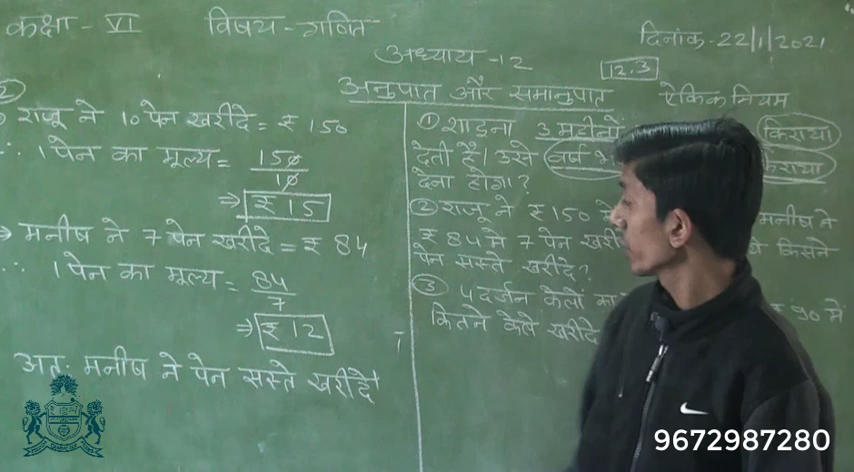 कक्षा - VI विषय - गणित दिनांक - 22/1/2021
अध्याय - 12
12.3
अनुपात और समानुपात ऐकिक नियम
②
राजू ने 10 पेन खरीदे = ₹ 150
∴ 1 पेन का मूल्य = 150/10
⇒ ₹ 15
→ मनीष ने 7 पेन खरीदे = ₹ 84
∴ 1 पेन का मूल्य = 84/7
⇒ ₹ 12
अतः मनीष ने पेन सस्ते खरीदे।
① शाइना 3 महीनों किराया
देती है। उसे वर्ष किराया
देना होगा?
② राजू ने ₹ 150 मनीष ने
₹ 84 में 7 पेन खरी किसने
पेन सस्ते खरीदे?
③ 4 दर्जन केलों का 90 में
कितने केले खरीदे
9672987280